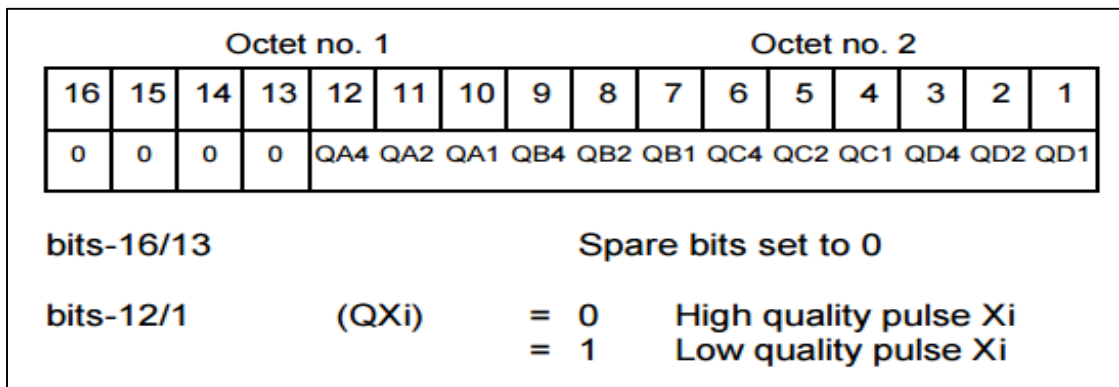 Octet no. 1 Octet no. 2
16 15 14 13 12 11 10 9 8 7 6 5 4 3 2 1
0 0 0 0 QA4 QA2 QA1 QB4 QB2 QB1 QC4 QC2 QC1 QD4 QD2 QD1
bits-16/13 Spare bits set to 0
bits-12/1 (QXi) = 0 High quality pulse Xi
= 1 Low quality pulse Xi